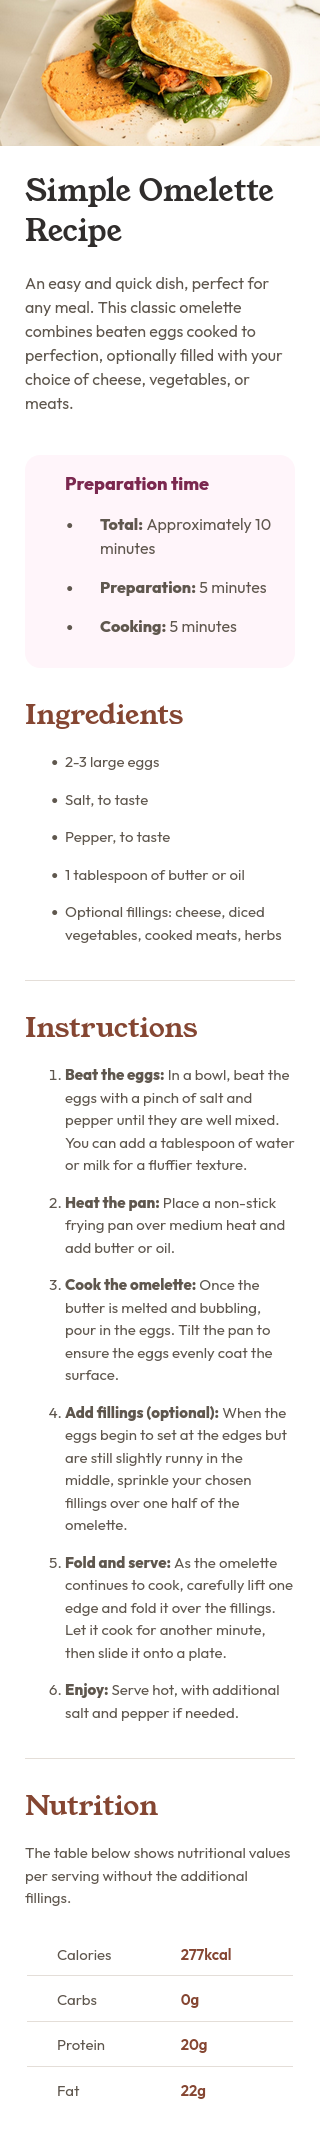 Simple Omelette
Recipe
An easy and quick dish, perfect for
any meal. This classic omelette
combines beaten eggs cooked to
perfection, optionally filled with your
choice of cheese, vegetables, or
meats.
Preparation time
• Total: Approximately 10
minutes
• Preparation: 5 minutes
• Cooking: 5 minutes
Ingredients
• 2-3 large eggs
• Salt, to taste
• Pepper, to taste
• 1 tablespoon of butter or oil
• Optional fillings: cheese, diced
vegetables, cooked meats, herbs
Instructions
1. Beat the eggs: In a bowl, beat the
eggs with a pinch of salt and
pepper until they are well mixed.
You can add a tablespoon of water
or milk for a fluffier texture.
2. Heat the pan: Place a non-stick
frying pan over medium heat and
add butter or oil.
3. Cook the omelette: Once the
butter is melted and bubbling,
pour in the eggs. Tilt the pan to
ensure the eggs evenly coat the
surface.
4. Add fillings (optional): When the
eggs begin to set at the edges but
are still slightly runny in the
middle, sprinkle your chosen
fillings over one half of the
omelette.
5. Fold and serve: As the omelette
continues to cook, carefully lift one
edge and fold it over the fillings.
Let it cook for another minute,
then slide it onto a plate.
6. Enjoy: Serve hot, with additional
salt and pepper if needed.
Nutrition
The table below shows nutritional values
per serving without the additional
fillings.
Calories 277kcal
Carbs 0g
Protein 20g
Fat 22g